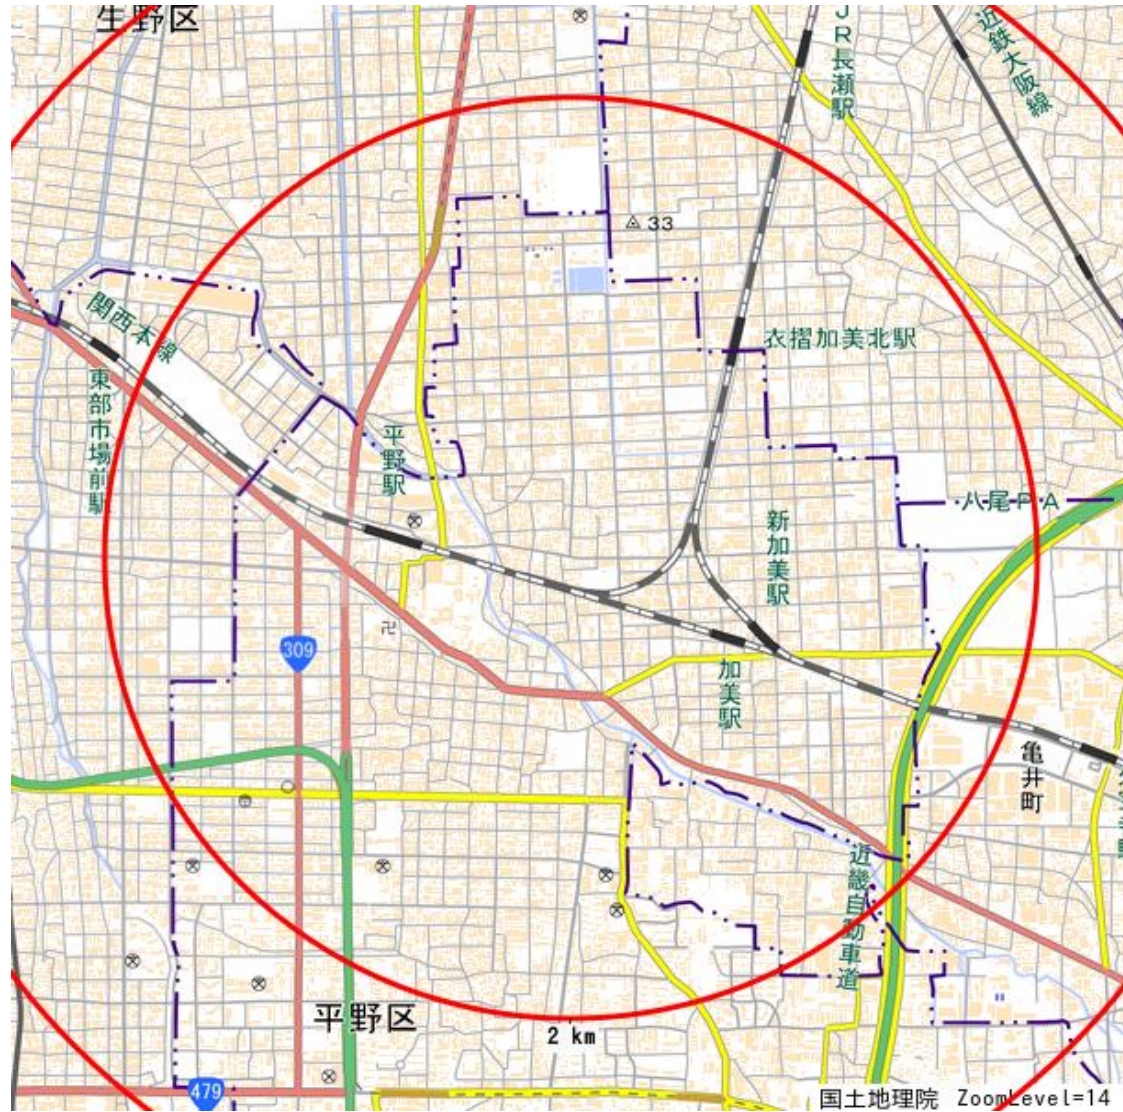 生野区
JR長瀬駅
近鉄大阪線
33
関西本線
衣摺加美北駅
東部市場前駅
平野駅
八尾PA
新加美駅
卍
309
加美駅
亀井町
近畿自動車道
平野区
2 km
479
国土地理院 ZoomLevel=14